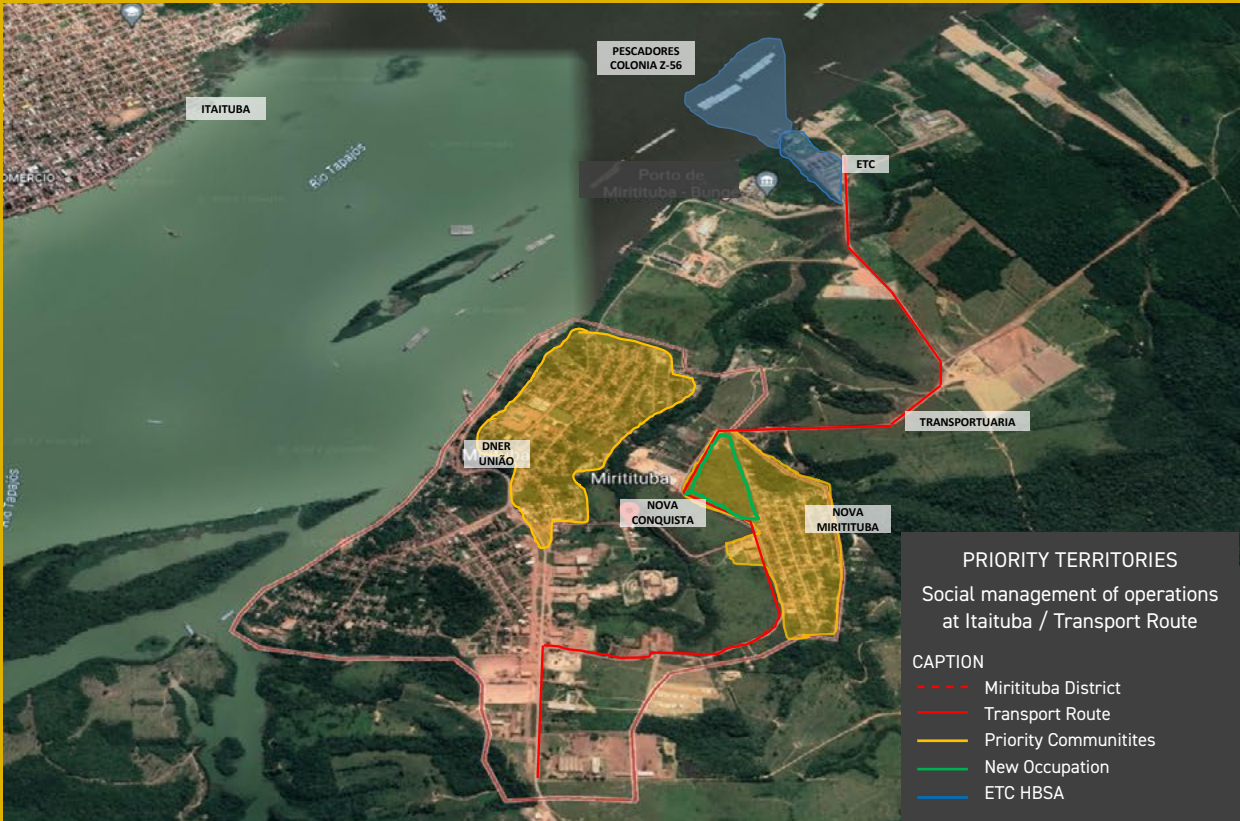 PESCADORES
COLONIA Z-56
ITAITUBA
Rio Tapajós
ETC
Porto de
Miritituba - Bunge
TRANSPORTUARIA
DNER
UNIÃO
Miritituba
NOVA
CONQUISTA
NOVA
MIRITITUBA
Rio Tapajós
PRIORITY TERRITORIES
Social management of operations
at Itaituba / Transport Route
CAPTION
Miritituba District
Transport Route
Priority Communitites
New Occupation
ETC HBSA